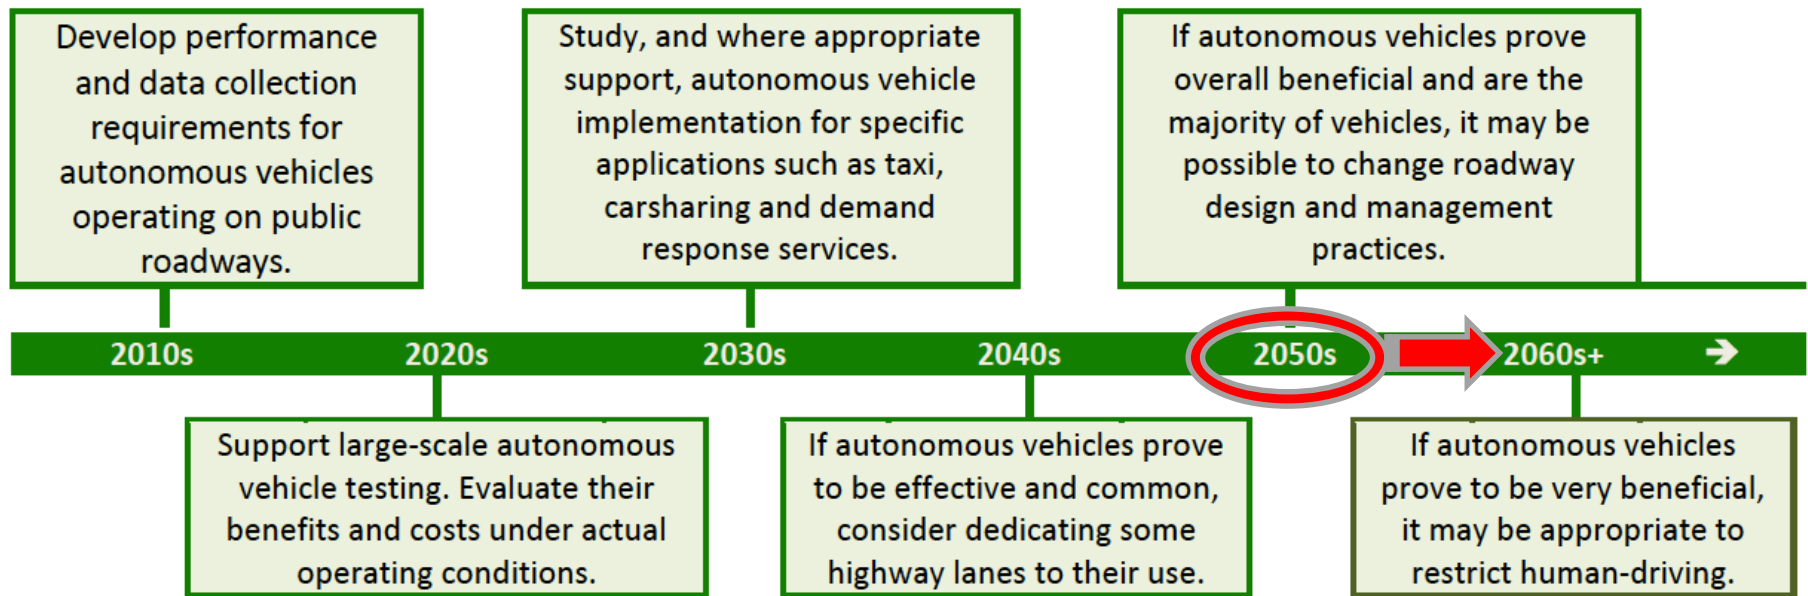 Develop performance
and data collection
requirements for
autonomous vehicles
operating on public
roadways.
Study, and where appropriate
support, autonomous vehicle
implementation for specific
applications such as taxi,
carsharing and demand
response services.
If autonomous vehicles prove
overall beneficial and are the
majority of vehicles, it may be
possible to change roadway
design and management
practices.
2010s 2020s 2030s 2040s 2050s 2060s+ →
Support large-scale autonomous
vehicle testing. Evaluate their
benefits and costs under actual
operating conditions.
If autonomous vehicles prove
to be effective and common,
consider dedicating some
highway lanes to their use.
If autonomous vehicles
prove to be very beneficial,
it may be appropriate to
restrict human-driving.